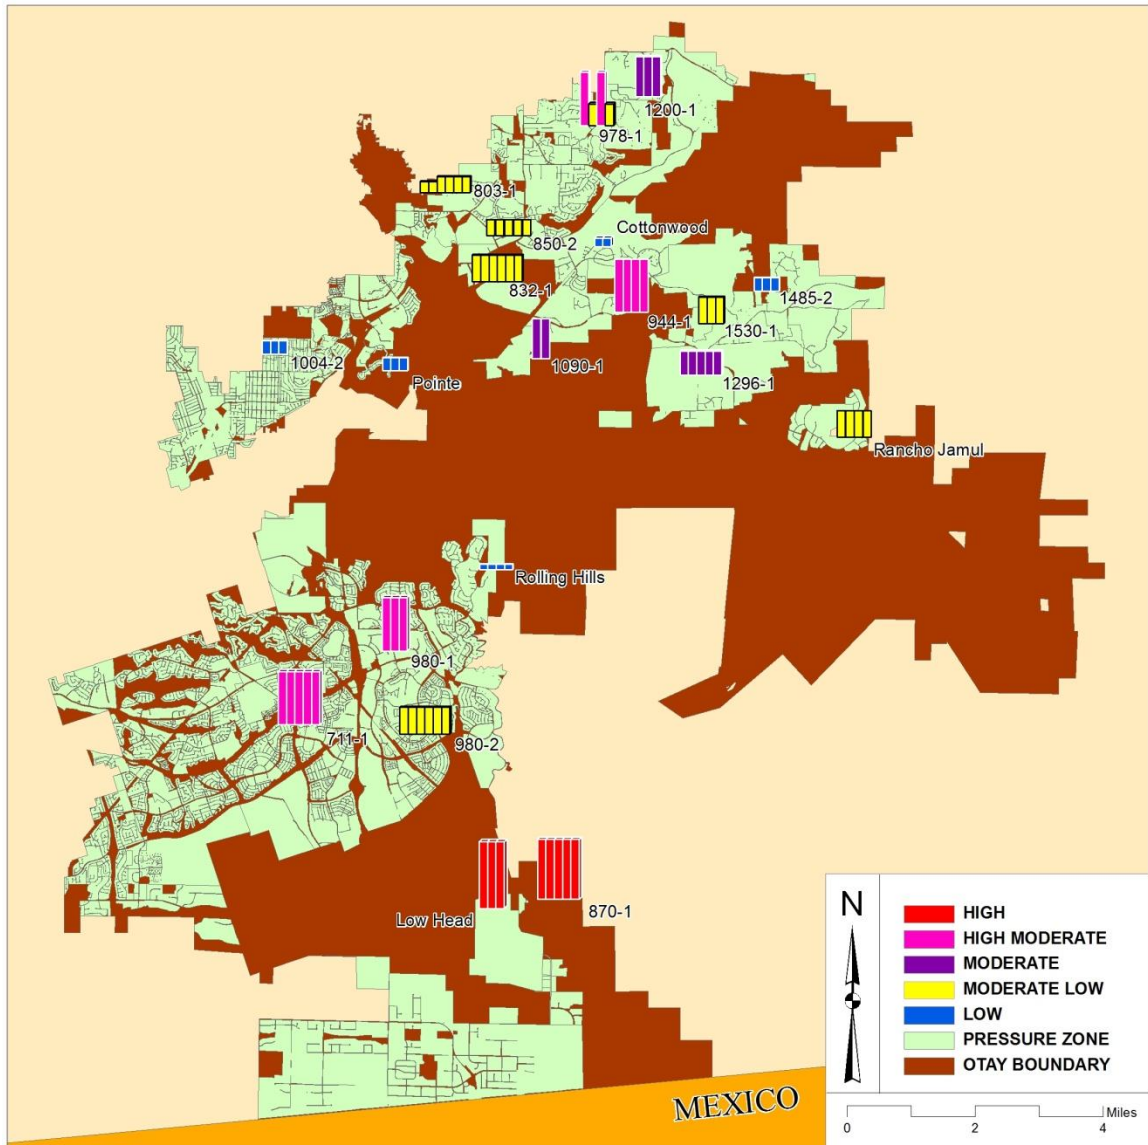 1200-1
978-1
803-1
Cottonwood
850-2
832-1
1485-2
944-1
1530-1
1004-2
1090-1
Pointe
1296-1
Rancho Jamul
Rolling Hills
980-1
711-1
980-2
Low Head
870-1
MEXICO
N
HIGH
HIGH MODERATE
MODERATE
MODERATE LOW
LOW
PRESSURE ZONE
OTAY BOUNDARY
Miles
0 2 4